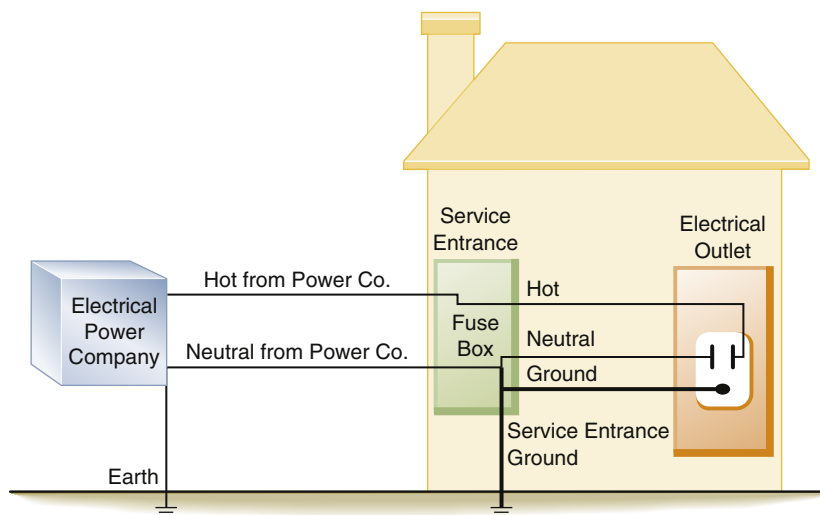 Service
Entrance
Electrical
Outlet
Hot from Power Co.
Hot
Electrical
Power
Company
Fuse
Box
Neutral
Neutral from Power Co.
Ground
Service Entrance
Ground
Earth